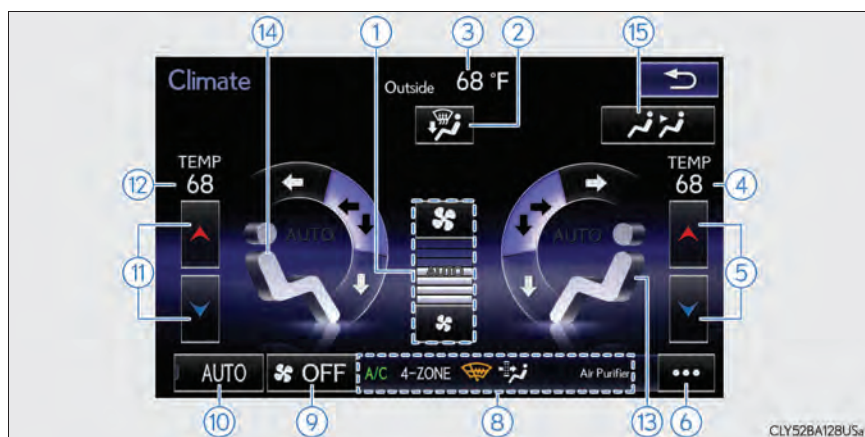 14 1 3 2 15
Climate
Outside 68 °F
TEMP
68
TEMP
68
12
4
AUTO
AUTO
AUTO
11
5
AUTO
OFF
A/C 4-ZONE
Air Purifier
10 9 8 13 6
CLY52BA128USa